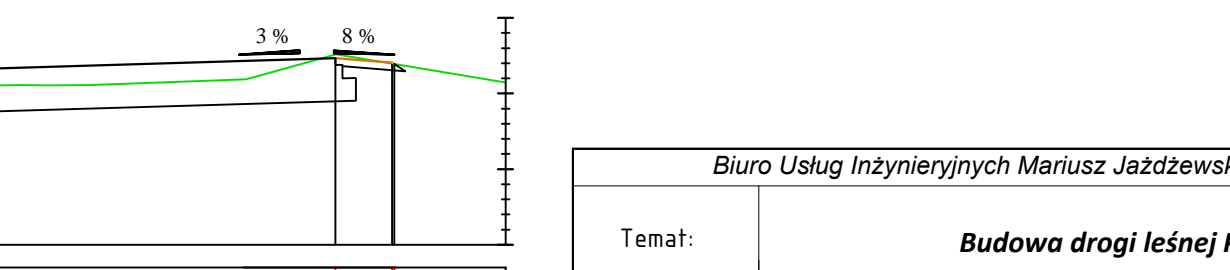 3 % 8 %
Biuro Usług Inżynieryjnych Mariusz Jażdżewsk
Temat:
Budowa drogi leśnej